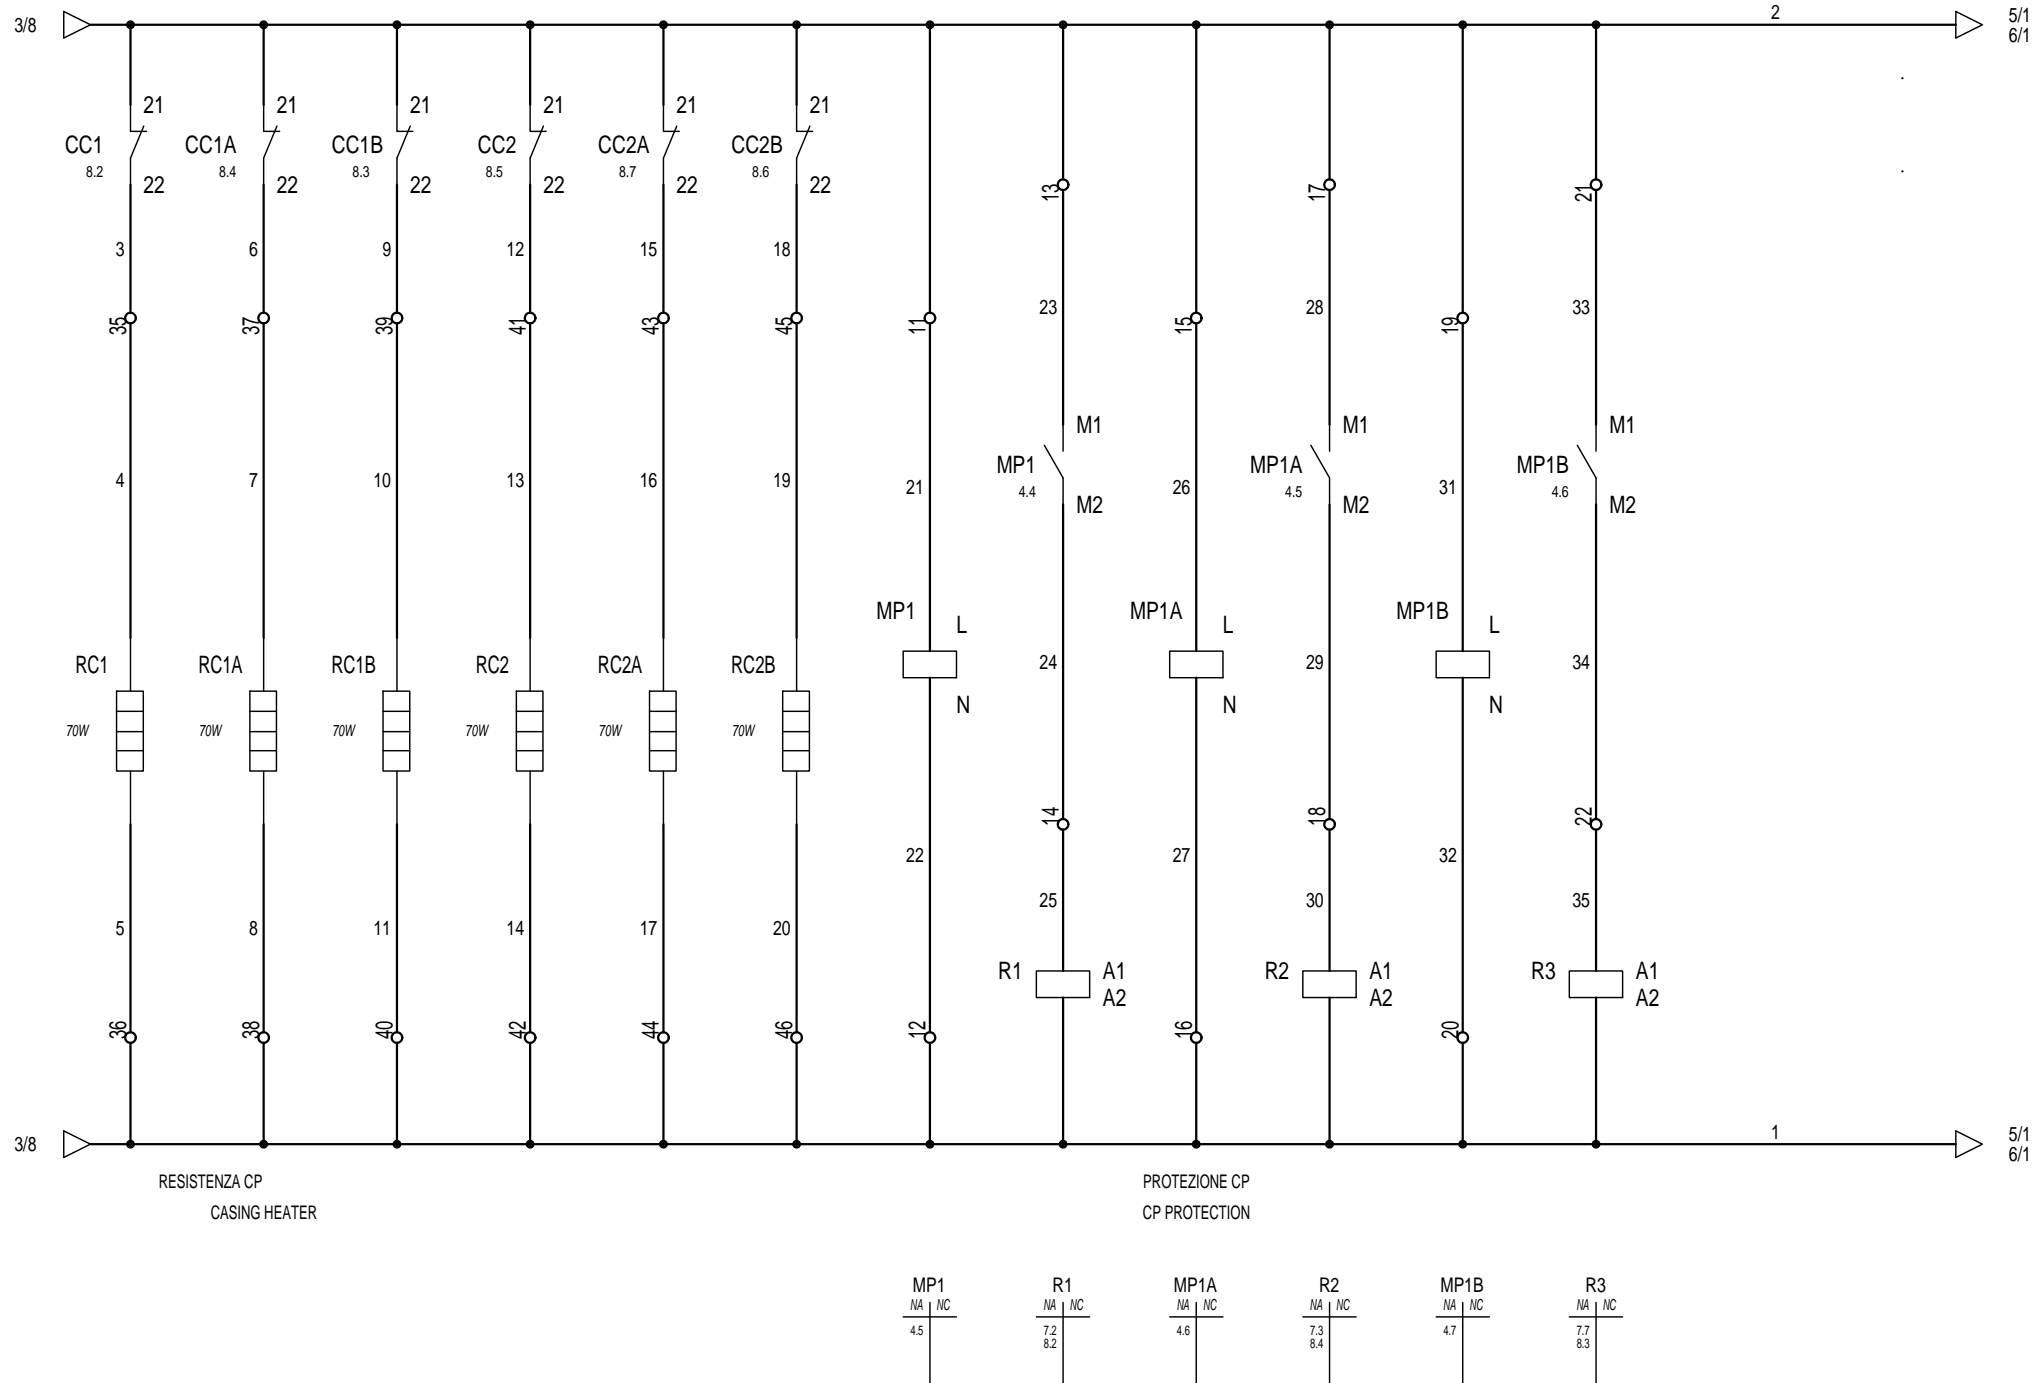 3/8
2
5/1
6/1
21 21 21 21 21 21
CC1 CC1A CC1B CC2 CC2A CC2B
8.2 8.4 8.3 8.5 8.7 8.6
22 22 22 22 22 22
13 17 21
3 6 9 12 15 18
23 28 33
35 37 39 41 43 45 11 15 19
M1 M1 M1
MP1 MP1A MP1B
4.4 4.5 4.6
4 7 10 13 16 19 21 26 31
M2 M2 M2
MP1 L MP1A L MP1B L
RC1 RC1A RC1B RC2 RC2A RC2B 24 29 34
N N N
70W 70W 70W 70W 70W 70W
14 18 22
22 27 32
25 30 35
5 8 11 14 17 20
R1 A1 R2 A1 R3 A1
A2 A2 A2
36 38 40 42 44 46 12 16 20
3/8
1
5/1
6/1
RESISTENZA CP PROTEZIONE CP
CASING HEATER CP PROTECTION
MP1 R1 MP1A R2 MP1B R3
NA NC NA NC NA NC NA NC NA NC NA NC
4.5 7.2 4.6 7.3 4.7 7.7
8.2 8.4 8.3